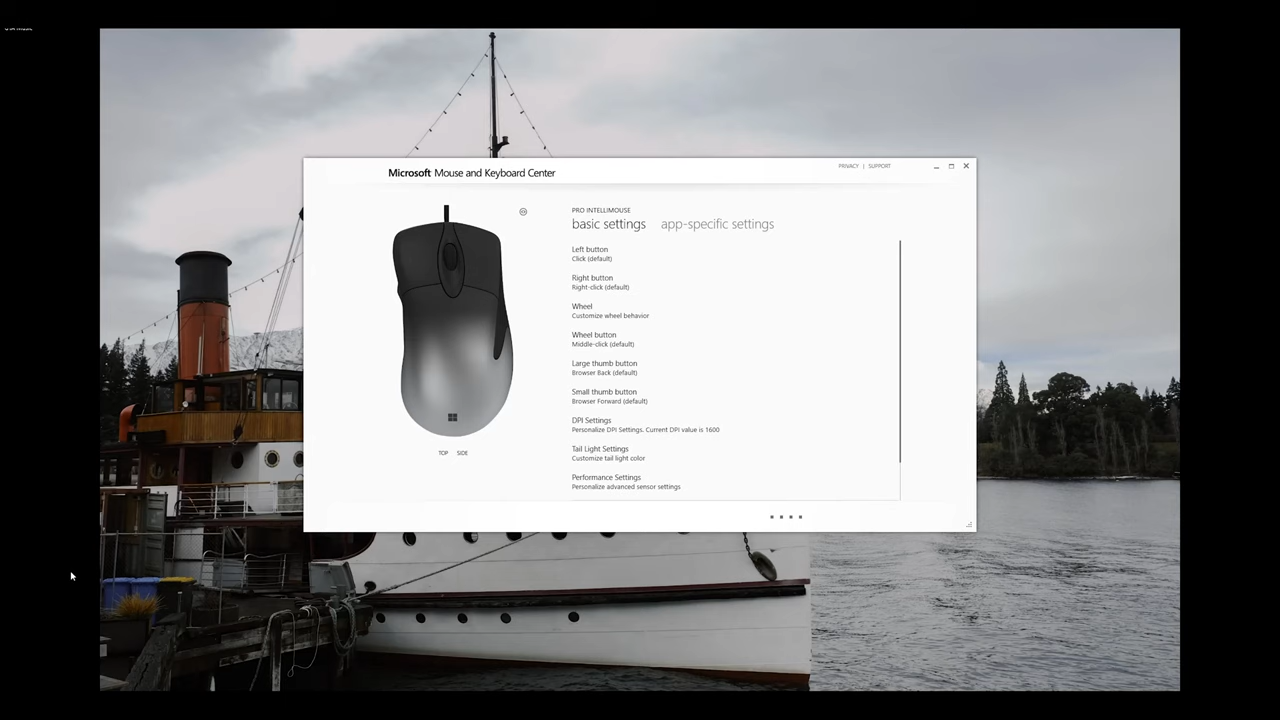 Microsoft Mouse and Keyboard Center
PRIVACY | SUPPORT
PRO INTELLIMOUSE
basic settings app-specific settings
Left button
Click (default)
Right button
Right-click (default)
Wheel
Customize wheel behavior
Wheel button
Middle-click (default)
Large thumb button
Browser Back (default)
Small thumb button
Browser Forward (default)
DPI Settings
Personalize DPI Settings. Current DPI value is 1600
Tail Light Settings
Customize tail light color
Performance Settings
Personalize advanced sensor settings
TOP SIDE